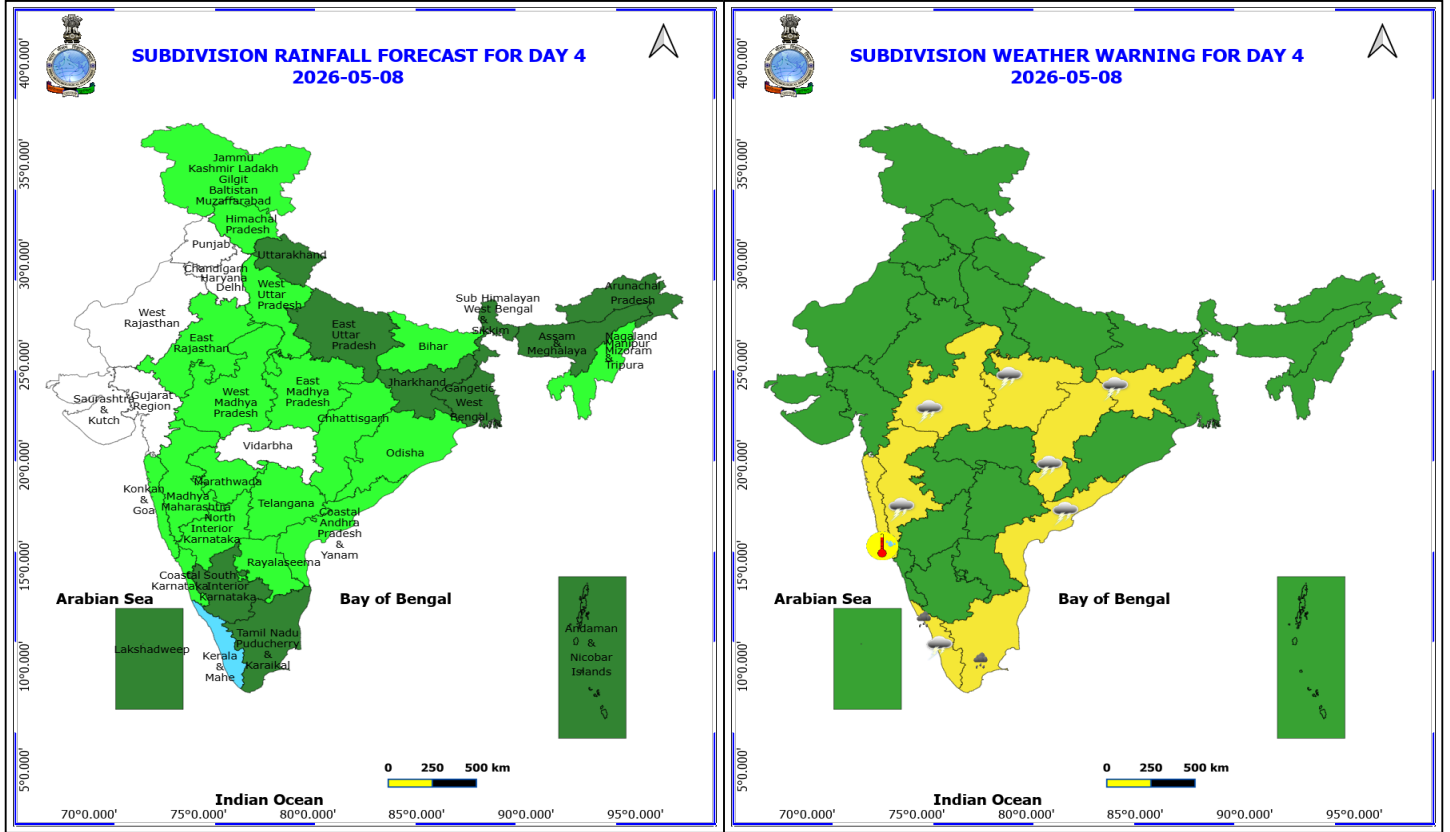 SUBDIVISION RAINFALL FORECAST FOR DAY 4
2026-05-08
40°0.000'
35°0.000'
30°0.000'
25°0.000'
20°0.000'
15°0.000'
10°0.000'
5°0.000'
Jammu
Kashmir Ladakh
Gilgit
Baltistan
Muzaffarabad
Himachal
Pradesh
Punjab
Uttarakhand
Chandigarh
Haryana
Delhi
West
Uttar
Pradesh
West
Rajasthan
East
Rajasthan
East
Uttar
Pradesh
Bihar
Sub Himalayan
West Bengal
&
Sikkim
Arunachal
Pradesh
Assam
&
Meghalaya
Nagaland
Manipur
Mizoram
&
Tripura
Saurashtra
&
Kutch
Gujarat
Region
West
Madhya
Pradesh
East
Madhya
Pradesh
Jharkhand
Gangetic
West
Bengal
Chhattisgarh
Vidarbha
Odisha
Konkan
&
Goa
Madhya
Maharashtra
Marathwada
Telangana
North
Interior
Karnataka
Coastal
Andhra
Pradesh
&
Yanam
Rayalaseema
Coastal
Karnataka
South
Interior
Karnataka
Tamil Nadu
Puducherry
&
Karaikal
Kerala
&
Mahe
Lakshadweep
Andaman
&
Nicobar
Islands
Arabian Sea
Bay of Bengal
0 250 500 km
Indian Ocean
70°0.000' 75°0.000' 80°0.000' 85°0.000' 90°0.000' 95°0.000'
SUBDIVISION WEATHER WARNING FOR DAY 4
2026-05-08
40°0.000'
35°0.000'
30°0.000'
25°0.000'
20°0.000'
15°0.000'
10°0.000'
5°0.000'
Arabian Sea
Bay of Bengal
0 250 500 km
Indian Ocean
70°0.000' 75°0.000' 80°0.000' 85°0.000' 90°0.000' 95°0.000'